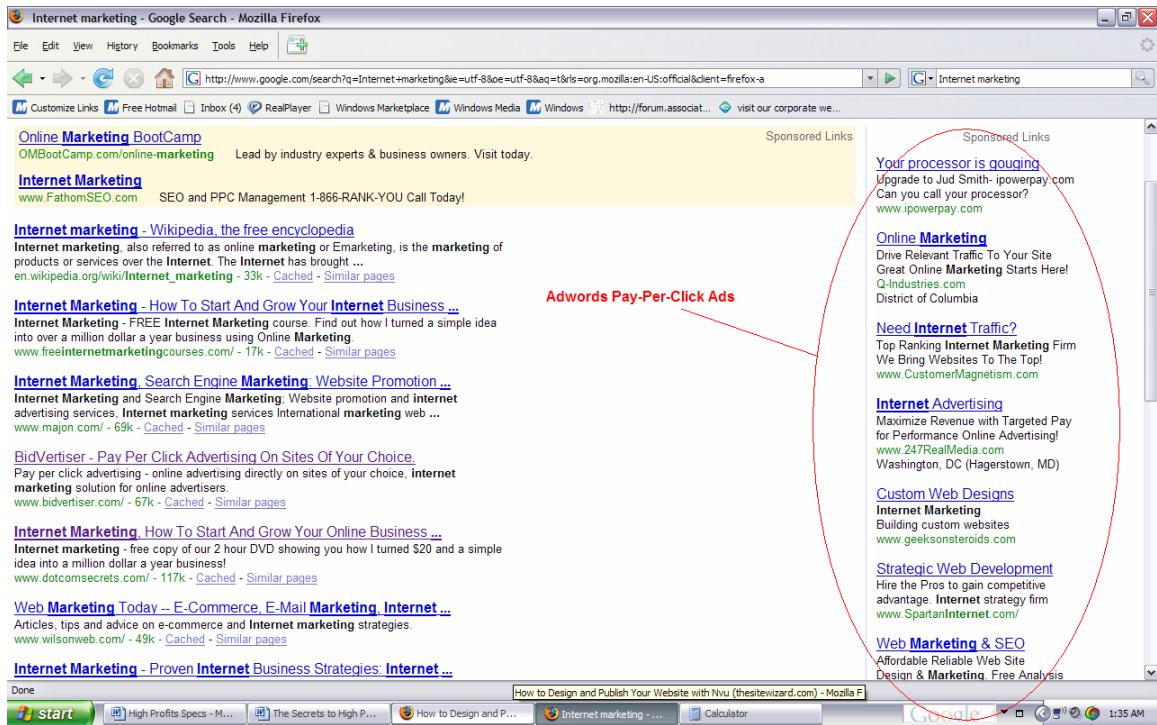 Internet marketing - Google Search - Mozilla Firefox
File Edit View History Bookmarks Tools Help
http://www.google.com/search?q=Internet+marketing&ie=utf-8&oe=utf-8&aq=t&rls=org.mozilla:en-US:official&client=firefox-a
G Internet marketing
Customize Links Free Hotmail Inbox (4) RealPlayer Windows Marketplace Windows Media Windows http://forum.associat... visit our corporate we...
Online Marketing BootCamp
Sponsored Links
OMBootCamp.com/online-marketing Lead by industry experts & business owners. Visit today.
Internet Marketing
www.FathomSEO.com SEO and PPC Management 1-866-RANK-YOU Call Today!
Internet marketing - Wikipedia, the free encyclopedia
Internet marketing, also referred to as online marketing or Emarketing, is the marketing of
products or services over the Internet. The Internet has brought ...
en.wikipedia.org/wiki/Internet_marketing - 33k - Cached - Similar pages
Internet Marketing - How To Start And Grow Your Internet Business ...
Internet Marketing - FREE Internet Marketing course. Find out how I turned a simple idea
into over a million dollar a year business using Online Marketing.
www.freeinternetmarketingcourses.com/ - 17k - Cached - Similar pages
Internet Marketing, Search Engine Marketing: Website Promotion ...
Internet Marketing and Search Engine Marketing; Website promotion and internet
advertising services, Internet marketing services International marketing web ...
www.majon.com/ - 69k - Cached - Similar pages
BidVertiser - Pay Per Click Advertising On Sites Of Your Choice.
Pay per click advertising - online advertising directly on sites of your choice, internet
marketing solution for online advertisers.
www.bidvertiser.com/ - 67k - Cached - Similar pages
Internet Marketing, How To Start And Grow Your Online Business ...
Internet marketing - free copy of our 2 hour DVD showing you how I turned $20 and a simple
idea into a million dollar a year business!
www.dotcomsecrets.com/ - 117k - Cached - Similar pages
Web Marketing Today -- E-Commerce, E-Mail Marketing, Internet ...
Articles, tips and advice on e-commerce and Internet marketing strategies.
www.wilsonweb.com/ - 49k - Cached - Similar pages
Internet Marketing - Proven Internet Business Strategies: Internet ...
Adwords Pay-Per-Click Ads
Sponsored Links
Your processor is gouging
Upgrade to Jud Smith- ipowerpay.com
Can you call your processor?
www.ipowerpay.com
Online Marketing
Drive Relevant Traffic To Your Site
Great Online Marketing Starts Here!
Q-Industries.com
District of Columbia
Need Internet Traffic?
Top Ranking Internet Marketing Firm
We Bring Websites To The Top!
www.CustomerMagnetism.com
Internet Advertising
Maximize Revenue with Targeted Pay
for Performance Online Advertising!
www.247RealMedia.com
Washington, DC (Hagerstown, MD)
Custom Web Designs
Internet Marketing
Building custom websites
www.geeksonsteroids.com
Strategic Web Development
Hire the Pros to gain competitive
advantage. Internet strategy firm
www.SpartanInternet.com/
Web Marketing & SEO
Affordable Reliable Web Site
Design & Marketing. Free Analysis
Done
How to Design and Publish Your Website with Nvu (thesitewizard.com) - Mozilla F
start High Profits Specs - M... The Secrets to High P... How to Design and P... Internet marketing - ... Calculator Google 1:35 AM